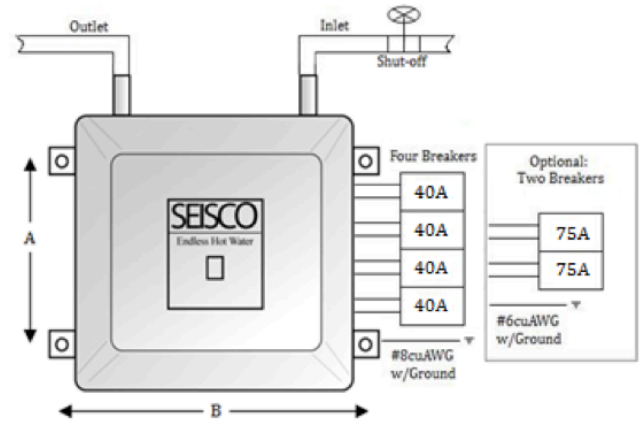 Outlet
Inlet
Shut-off
Four Breakers
Optional:
Two Breakers
40A
40A
40A
40A
75A
75A
#6cuAWG
w/Ground
#8cuAWG
w/Ground
SEISCO
Endless Hot Water
A
B